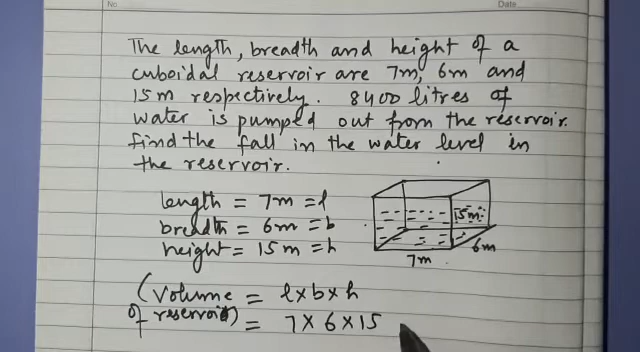 No
Date
The length, breadth and height of a
cuboidal reservoir are 7m, 6m and
15m respectively. 8400 litres of
water is pumped out from the reservoir.
find the fall in the water level in
the reservoir.
length = 7m = l
breadth = 6m = b
height = 15m = h
15m
6m
7m
(Volume = l×b×h
of reservoir) = 7×6×15